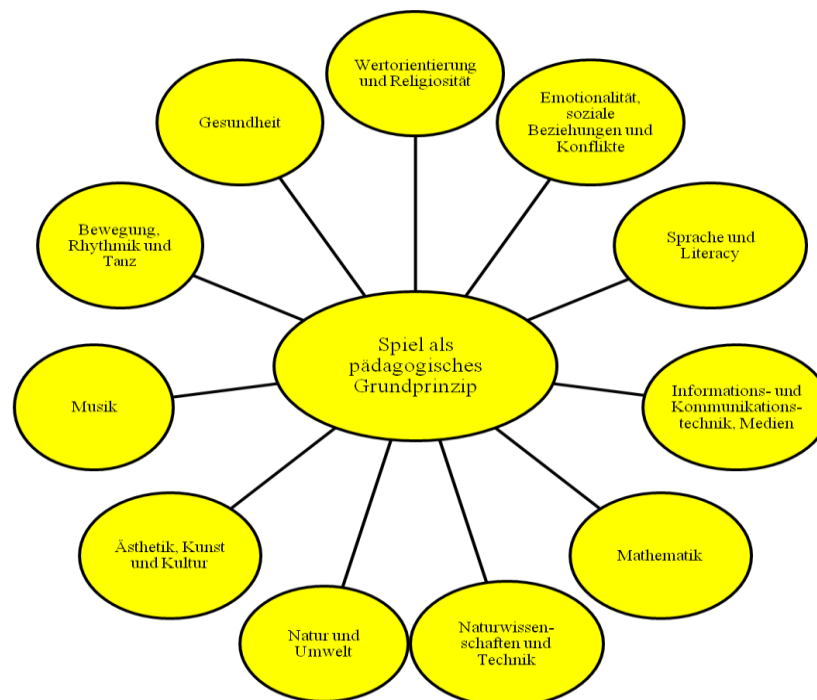 Wertorientierung
und Religiosität
Emotionalität,
soziale
Beziehungen und
Konflikte
Sprache und
Literacy
Informations- und
Kommunikations-
technik, Medien
Mathematik
Naturwissen-
schaften und
Technik
Natur und
Umwelt
Ästhetik, Kunst
und Kultur
Musik
Bewegung,
Rhythmik und
Tanz
Gesundheit
Spiel als
pädagogisches
Grundprinzip